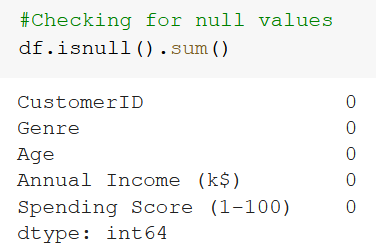 #Checking for null values
df.isnull().sum()
CustomerID 0
Genre 0
Age 0
Annual Income (k$) 0
Spending Score (1-100) 0
dtype: int64